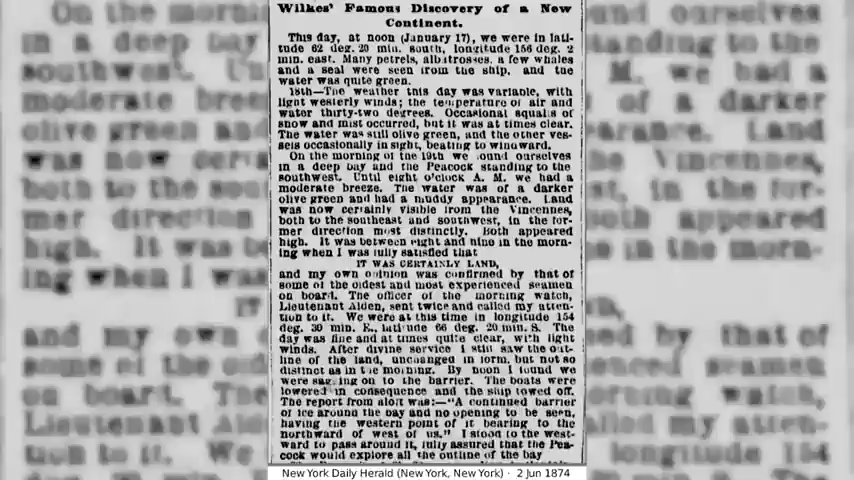 Wilkes' Famous Discovery of a New
Continent.
This day, at noon (January 17), we were in lati-
tude 62 deg. 20 min. south, longitude 156 deg. 2
min. east. Many petrels, albatrosses, a few whales
and a seal were seen from the ship, and the
water was quite green.
18th—The weather this day was variable, with
light westerly winds; the temperature of air and
water thirty-two degrees. Occasional squalls of
snow and mist occurred, but it was at times clear.
The water was still olive green, and the other ves-
sels occasionally in sight, beating to windward.
On the morning of the 19th we found ourselves
in a deep bay and the Peacock standing to the
southwest. Until eight o'clock A. M. we had a
moderate breeze. The water was of a darker
olive green and had a muddy appearance. Land
was now certainly visible from the Vincennes,
both to the southeast and southwest, in the for-
mer direction most distinctly. Both appeared
high. It was between eight and nine in the morn-
ing when I was fully satisfied that
IT WAS CERTAINLY LAND,
and my own opinion was confirmed by that of
some of the oldest and most experienced seamen
on board. The officer of the morning watch,
Lieutenant Alden, sent twice and called my atten-
tion to it. We were at this time in longitude 154
deg. 30 min. E., latitude 66 deg. 20 min. S. The
day was fine and at times quite clear, with light
winds. After divine service I still saw the out-
line of the land, unchanged in form, but not so
distinct as in the morning. By noon I found we
were sagging on to the barrier. The boats were
lowered in consequence and the ship towed off.
The report from aloft was:—"A continued barrier
of ice around the bay and no opening to be seen,
having the western point of it bearing to the
northward of west of us." I stood to the west-
ward to pass around it, fully assured that the Pea-
cock would explore all the outline of the bay
New York Daily Herald (New York, New York) · 2 Jun 1874